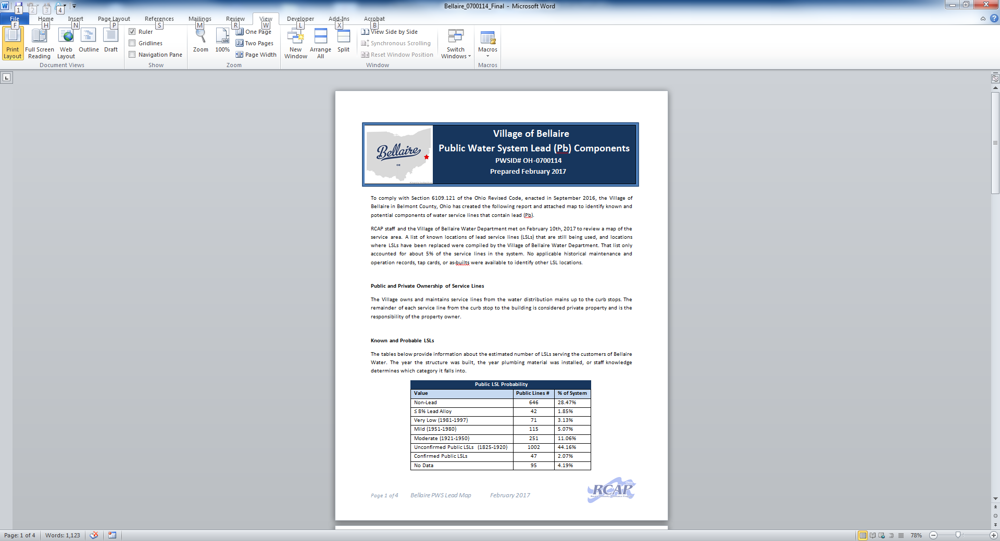 Bellaire_0700114_Final - Microsoft Word
1 2 3 4
File Home Insert Page Layout References Mailings Review View Developer Add-Ins Acrobat
F H N P S M R W L X B
Print Layout
Full Screen Reading
Web Layout
Outline
Draft
Document Views
Ruler
Gridlines
Navigation Pane
Show
Zoom
100
100%
One Page
Two Pages
Page Width
Zoom
New Window
Arrange All
Split
View Side by Side
Synchronous Scrolling
Reset Window Position
Window
Switch Windows
Macros
Macros
Bellaire
OH
Village of Bellaire
Public Water System Lead (Pb) Components
PWSID# OH-0700114
Prepared February 2017
To comply with Section 6109.121 of the Ohio Revised Code, enacted in September 2016, the Village of
Bellaire in Belmont County, Ohio has created the following report and attached map to identify known and
potential components of water service lines that contain lead (Pb).
RCAP staff and the Village of Bellaire Water Department met on February 10th, 2017 to review a map of the
service area. A list of known locations of lead service lines (LSLs) that are still being used, and locations
where LSLs have been replaced were compiled by the Village of Bellaire Water Department. That list only
accounted for about 5% of the service lines in the system. No applicable historical maintenance and
operation records, tap cards, or as-builts were available to identify other LSL locations.
Public and Private Ownership of Service Lines
The Village owns and maintains service lines from the water distribution mains up to the curb stops. The
remainder of each service line from the curb stop to the building is considered private property and is the
responsibility of the property owner.
Known and Probable LSLs
The tables below provide information about the estimated number of LSLs serving the customers of Bellaire
Water. The year the structure was built, the year plumbing material was installed, or staff knowledge
determines which category it falls into.
Public LSL Probability
Value Public Lines # % of System
Non-Lead 646 28.47%
≤ 8% Lead Alloy 42 1.85%
Very Low (1981-1997) 71 3.13%
Mild (1951-1980) 115 5.07%
Moderate (1921-1950) 251 11.06%
Unconfirmed Public LSLs (1825-1920) 1002 44.16%
Confirmed Public LSLs 47 2.07%
No Data 95 4.19%
Page 1 of 4 Bellaire PWS Lead Map February 2017
RCAP
Page: 1 of 4 Words: 1,123
78%